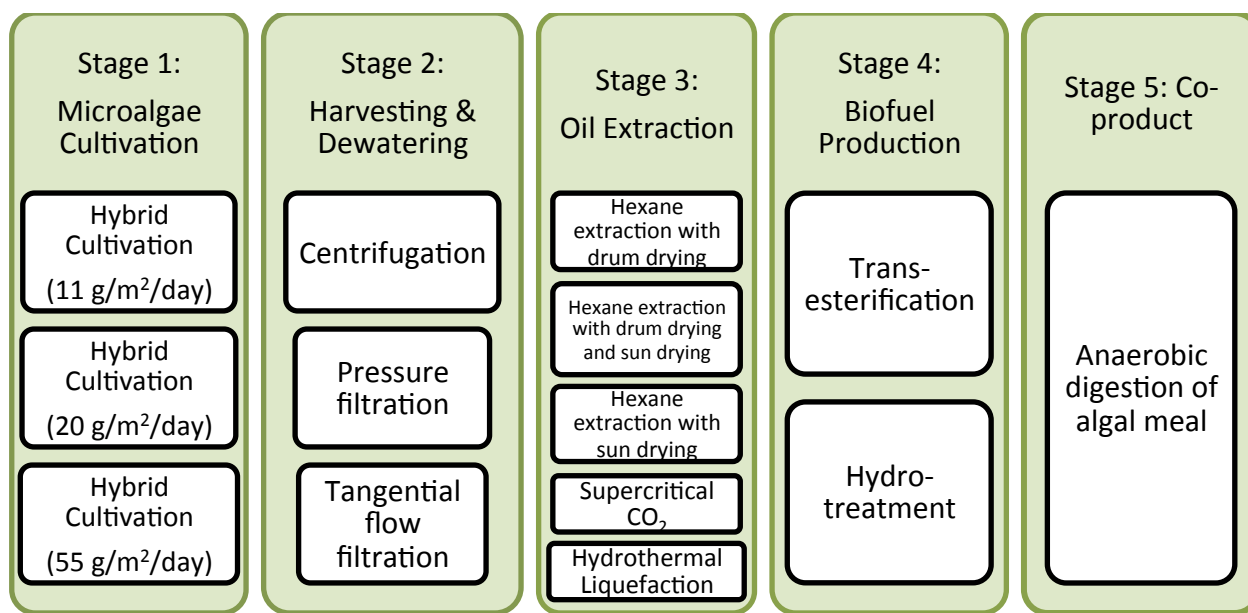 Stage 1:
Microalgae
Cultivation
Hybrid
Cultivation
(11 g/m²/day)
Hybrid
Cultivation
(20 g/m²/day)
Hybrid
Cultivation
(55 g/m²/day)
Stage 2:
Harvesting &
Dewatering
Centrifugation
Pressure
filtration
Tangential
flow
filtration
Stage 3:
Oil Extraction
Hexane
extraction with
drum drying
Hexane extraction
with drum drying
and sun drying
Hexane
extraction with
sun drying
Supercritical
CO₂
Hydrothermal
Liquefaction
Stage 4:
Biofuel
Production
Trans-
esterification
Hydro-
treatment
Stage 5: Co-
product
Anaerobic
digestion of
algal meal